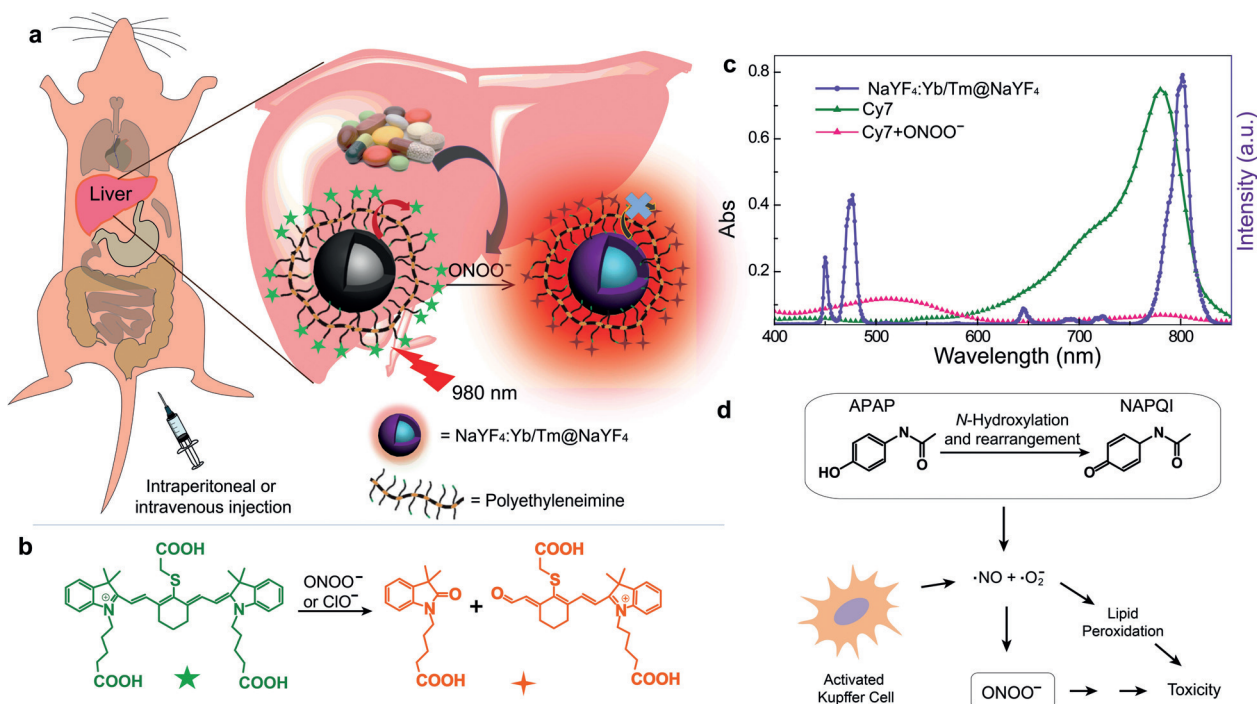 a
Liver
Intraperitoneal or
intravenous injection
ONOO⁻
980 nm
= NaYF₄:Yb/Tm@NaYF₄
= Polyethyleneimine
b
COOH
S
N
+
N
COOH
COOH
ONOO⁻
or ClO⁻
O
N
COOH
+
COOH
S
O
N
+
COOH
c
NaYF₄:Yb/Tm@NaYF₄
Cy7
Cy7+ONOO⁻
0.8
0.6
0.4
0.2
Abs
Intensity (a.u.)
400 500 600 700 800
Wavelength (nm)
d
APAP
HO
N
H
O
N-Hydroxylation
and rearrangement
NAPQI
O
H
N
O
·NO + ·O₂⁻
Activated
Kupffer Cell
Lipid
Peroxidation
ONOO⁻
Toxicity